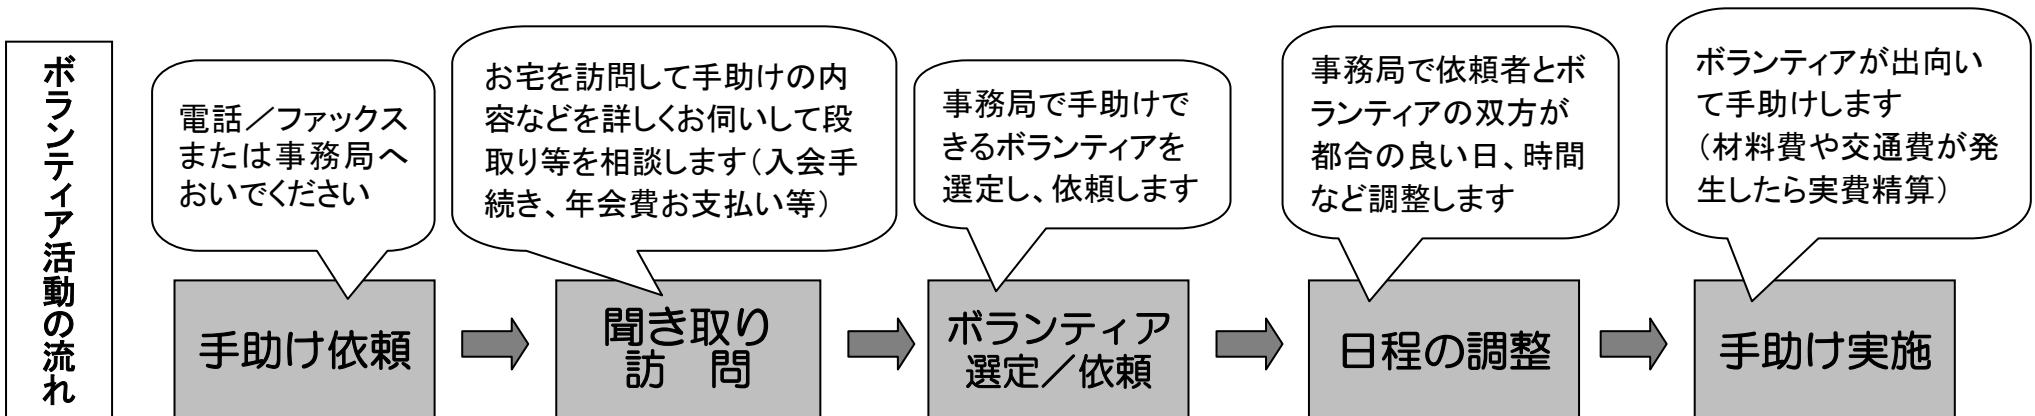 ボランティア活動の流れ
電話／ファックス
または事務局へ
おいでください
手助け依頼
お宅を訪問して手助けの内
容などを詳しくお伺いして段
取り等を相談します（入会手
続き、年会費お支払い等）
聞き取り
訪　問
事務局で手助けで
きるボランティアを
選定し、依頼します
ボランティア
選定／依頼
事務局で依頼者とボ
ランティアの双方が
都合の良い日、時間
など調整します
日程の調整
ボランティアが出向い
て手助けします
（材料費や交通費が発
生したら実費精算）
手助け実施